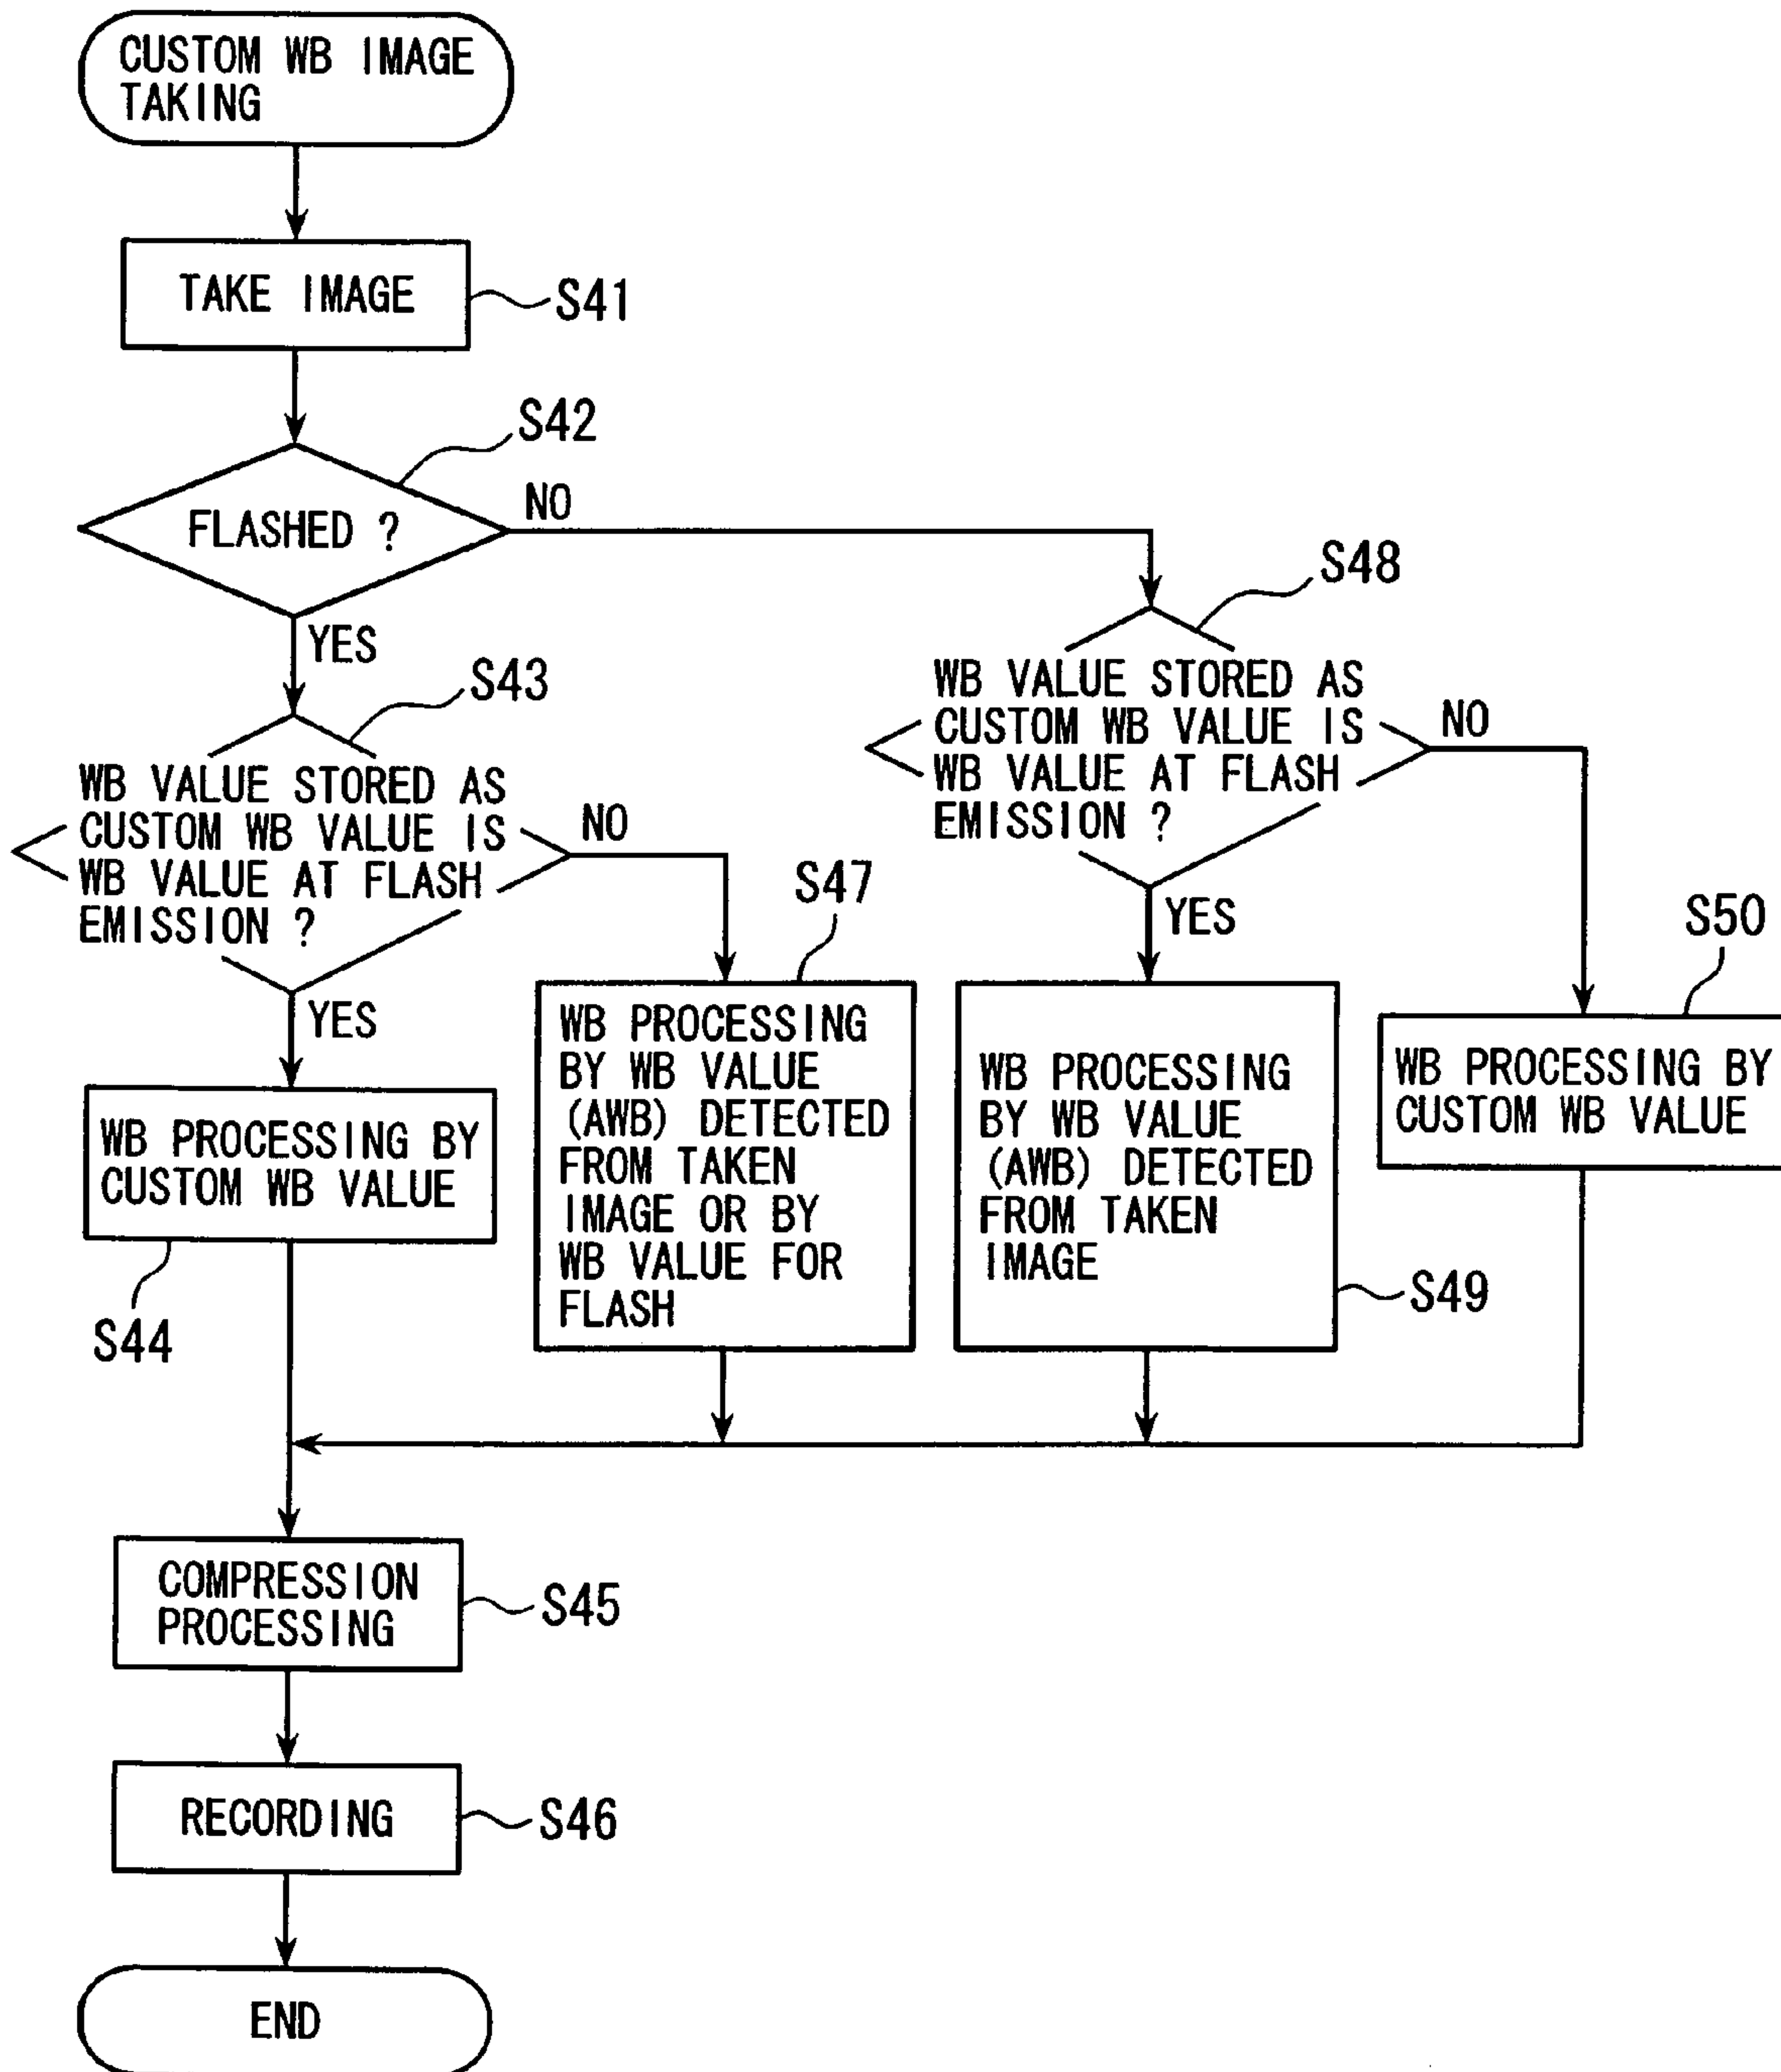 CUSTOM WB IMAGE
TAKING
TAKE IMAGE
S41
S42
FLASHED ?
NO
YES
S43
WB VALUE STORED AS
CUSTOM WB VALUE IS
WB VALUE AT FLASH
EMISSION ?
NO
YES
S48
WB VALUE STORED AS
CUSTOM WB VALUE IS
WB VALUE AT FLASH
EMISSION ?
NO
YES
WB PROCESSING BY
CUSTOM WB VALUE
S44
S47
WB PROCESSING
BY WB VALUE
(AWB) DETECTED
FROM TAKEN
IMAGE OR BY
WB VALUE FOR
FLASH
WB PROCESSING
BY WB VALUE
(AWB) DETECTED
FROM TAKEN
IMAGE
S49
S50
WB PROCESSING BY
CUSTOM WB VALUE
COMPRESSION
PROCESSING
S45
RECORDING
S46
END